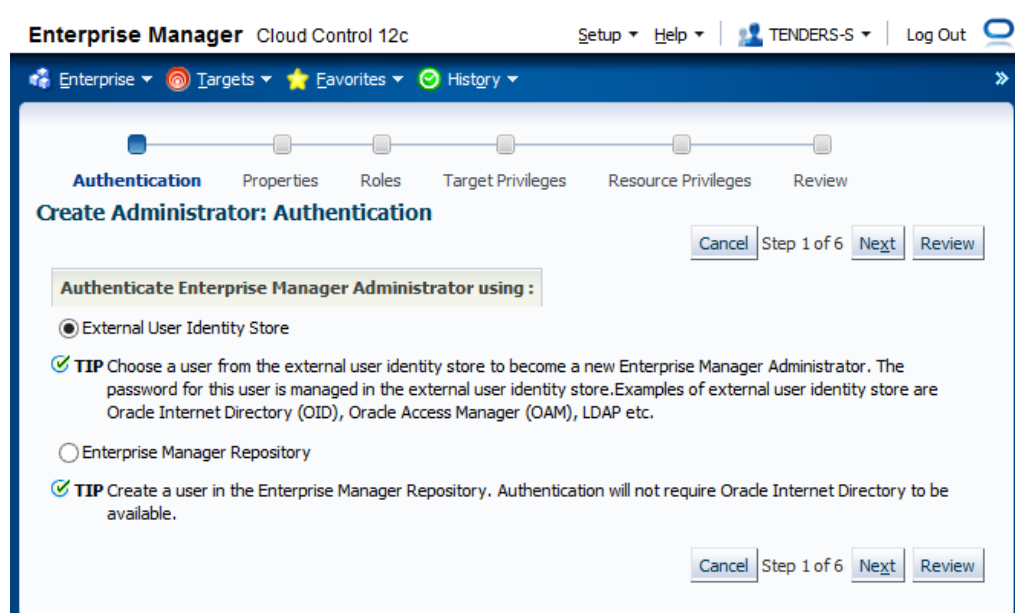 Enterprise Manager Cloud Control 12c Setup Help TENDERS-S Log Out
Enterprise Targets Favorites History »
Authentication Properties Roles Target Privileges Resource Privileges Review
Create Administrator: Authentication
Cancel Step 1 of 6 Next Review
Authenticate Enterprise Manager Administrator using :
External User Identity Store
TIP Choose a user from the external user identity store to become a new Enterprise Manager Administrator. The
password for this user is managed in the external user identity store.Examples of external user identity store are
Oracle Internet Directory (OID), Oracle Access Manager (OAM), LDAP etc.
Enterprise Manager Repository
TIP Create a user in the Enterprise Manager Repository. Authentication will not require Oracle Internet Directory to be
available.
Cancel Step 1 of 6 Next Review